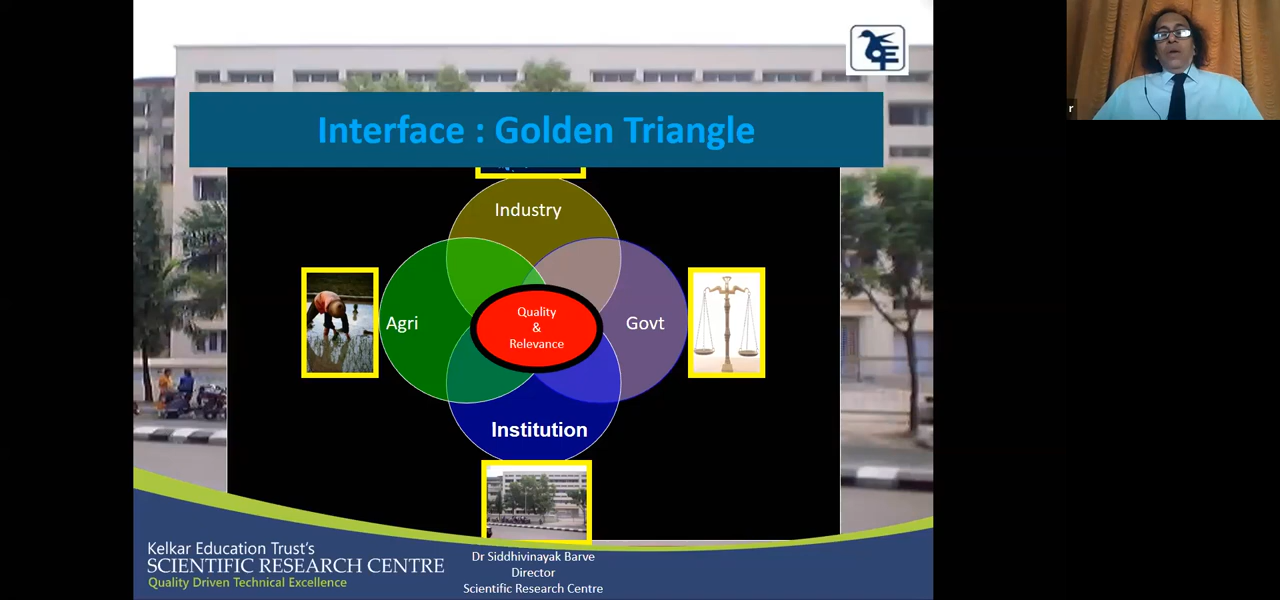 Interface : Golden Triangle
r
Industry
Agri
Quality
&
Relevance
Govt
Institution
Kelkar Education Trust's
SCIENTIFIC RESEARCH CENTRE
Quality Driven Technical Excellence
Dr Siddhivinayak Barve
Director
Scientific Research Centre